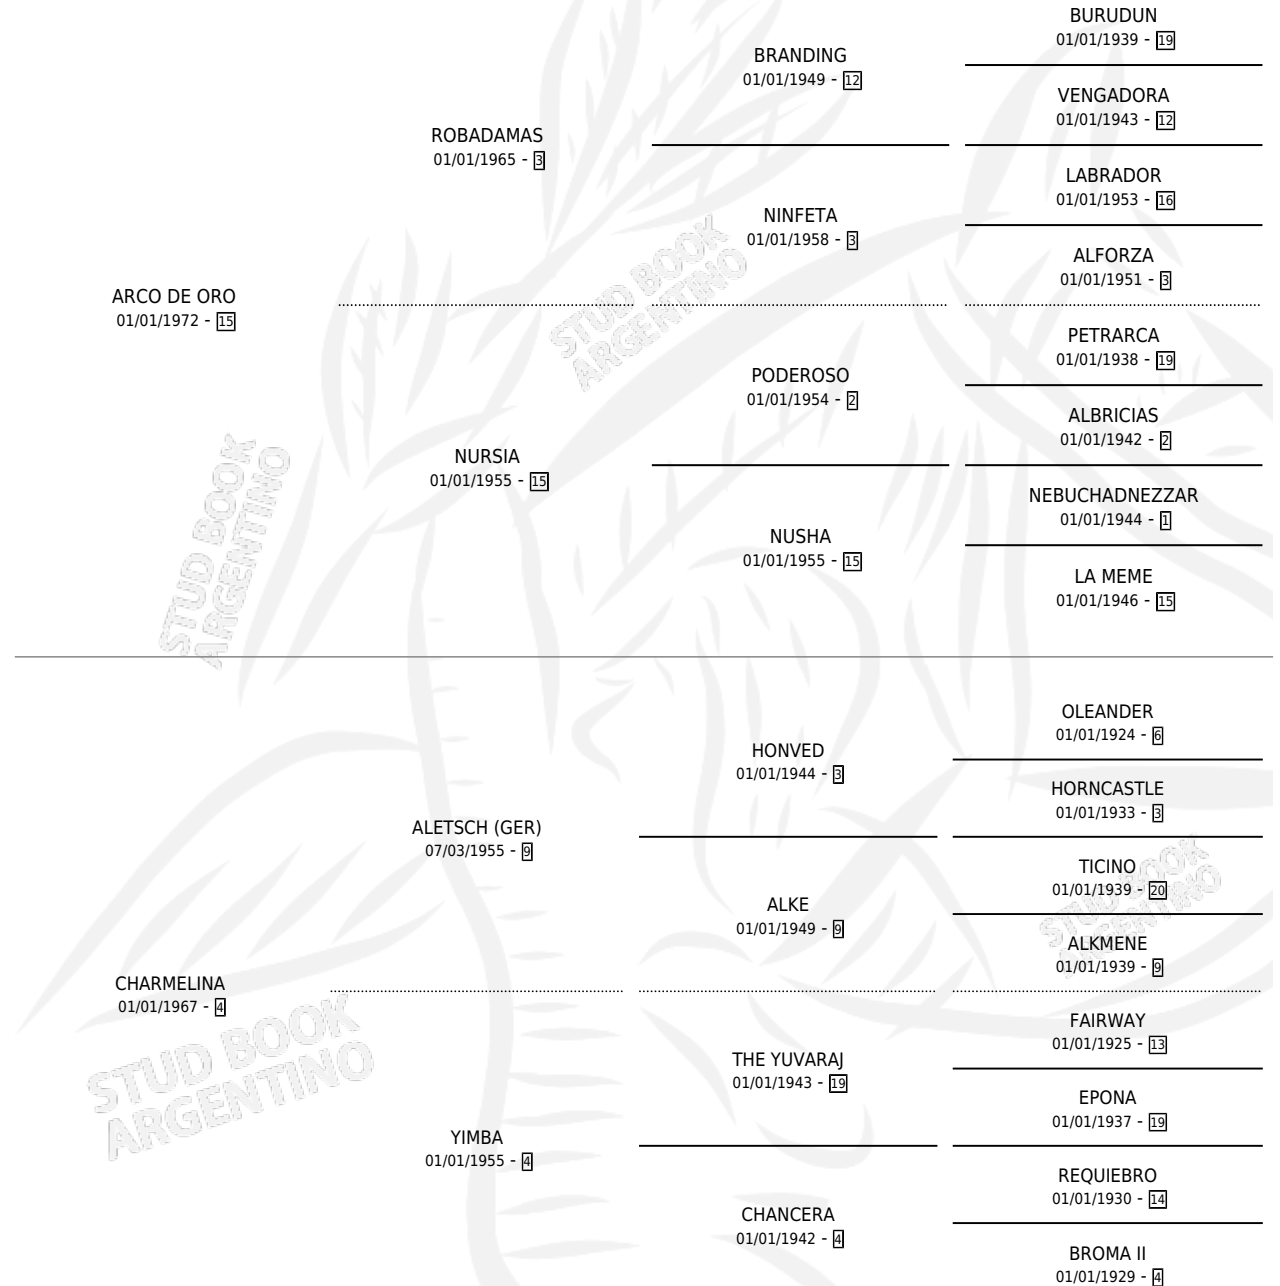 BURUDUN
01/01/1939 - 19
BRANDING
01/01/1949 - 12
VENGADORA
01/01/1943 - 12
ROBADAMAS
01/01/1965 - 3
LABRADOR
01/01/1953 - 16
NINFETA
01/01/1958 - 3
ALFORZA
01/01/1951 - 3
ARCO DE ORO
01/01/1972 - 15
PETRARCA
01/01/1938 - 19
PODEROSO
01/01/1954 - 2
ALBRICIAS
01/01/1942 - 2
NURSIA
01/01/1955 - 15
NEBUCHADNEZZAR
01/01/1944 - 1
NUSHA
01/01/1955 - 15
LA MEME
01/01/1946 - 15
OLEANDER
01/01/1924 - 6
HONVED
01/01/1944 - 3
HORNCASTLE
01/01/1933 - 3
ALETSCH (GER)
07/03/1955 - 9
TICINO
01/01/1939 - 20
ALKE
01/01/1949 - 9
ALKMENE
01/01/1939 - 9
CHARMELINA
01/01/1967 - 4
FAIRWAY
01/01/1925 - 13
THE YUVARAJ
01/01/1943 - 19
EPONA
01/01/1937 - 19
YIMBA
01/01/1955 - 4
REQUIEBRO
01/01/1930 - 14
CHANCERA
01/01/1942 - 4
BROMA II
01/01/1929 - 4
STUD BOOK
ARGENTINO
STUD BOOK
ARGENTINO
STUD BOOK
ARGENTINO
STUD BOOK
ARGENTINO